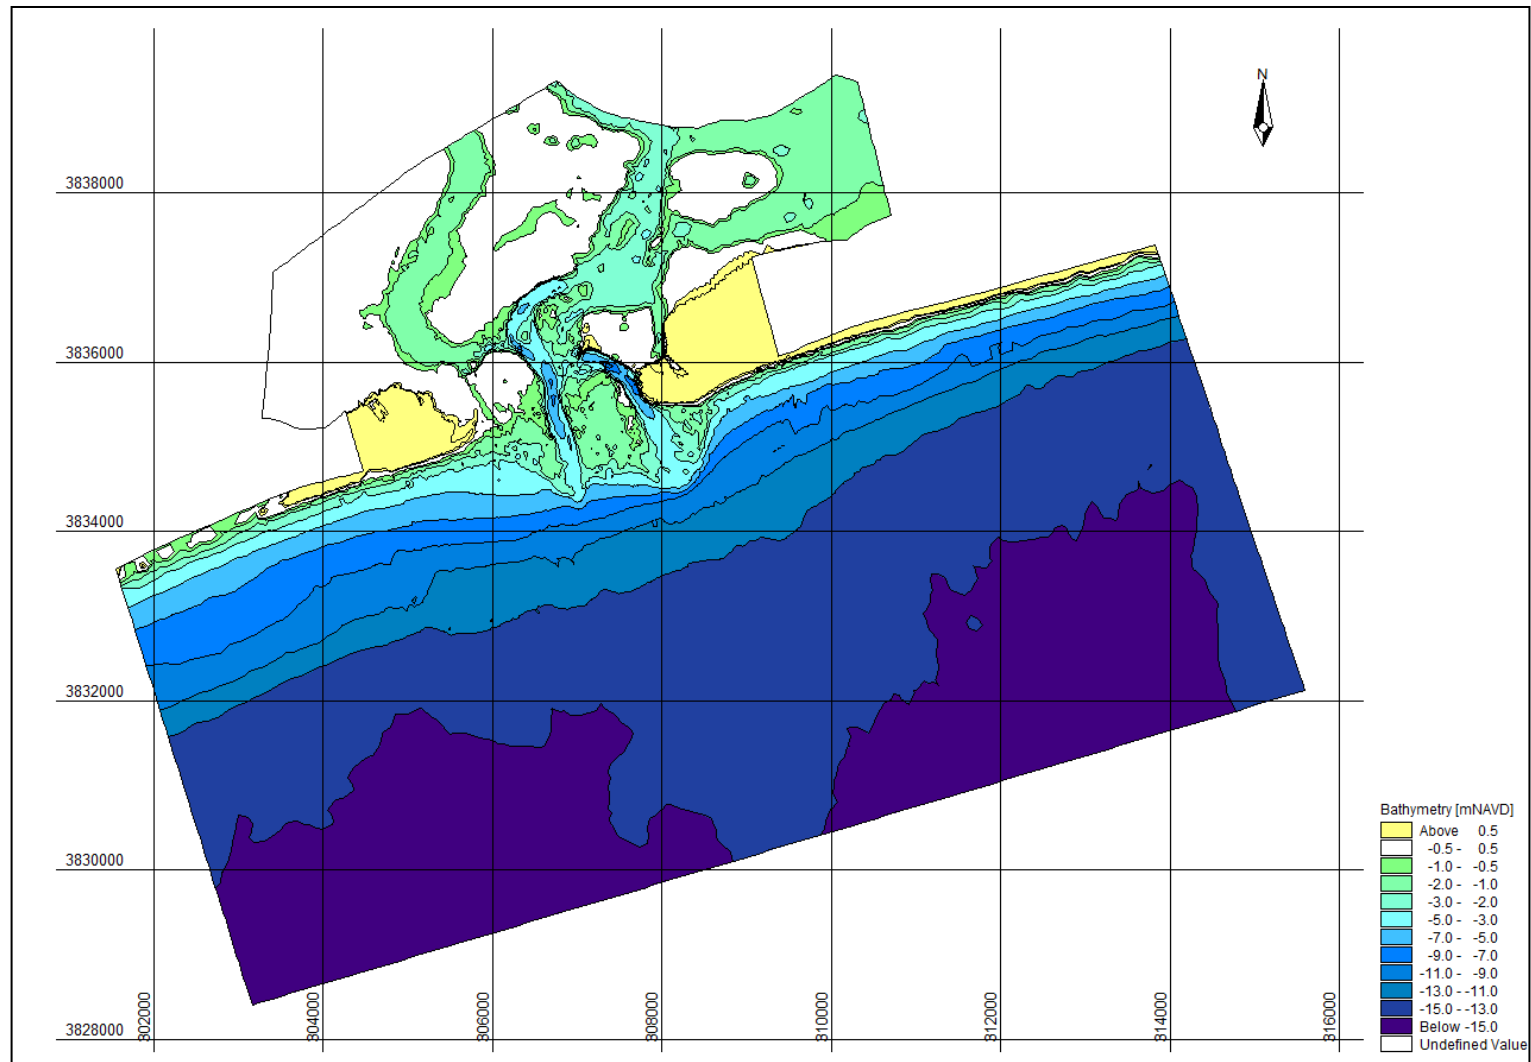 N
3838000
3836000
3834000
3832000
3830000
3828000
302000
304000
306000
308000
310000
312000
314000
316000
Bathymetry [mNAVD]
Above 0.5
-0.5 - 0.5
-1.0 - -0.5
-2.0 - -1.0
-3.0 - -2.0
-5.0 - -3.0
-7.0 - -5.0
-9.0 - -7.0
-11.0 - -9.0
-13.0 - -11.0
-15.0 - -13.0
Below -15.0
Undefined Value